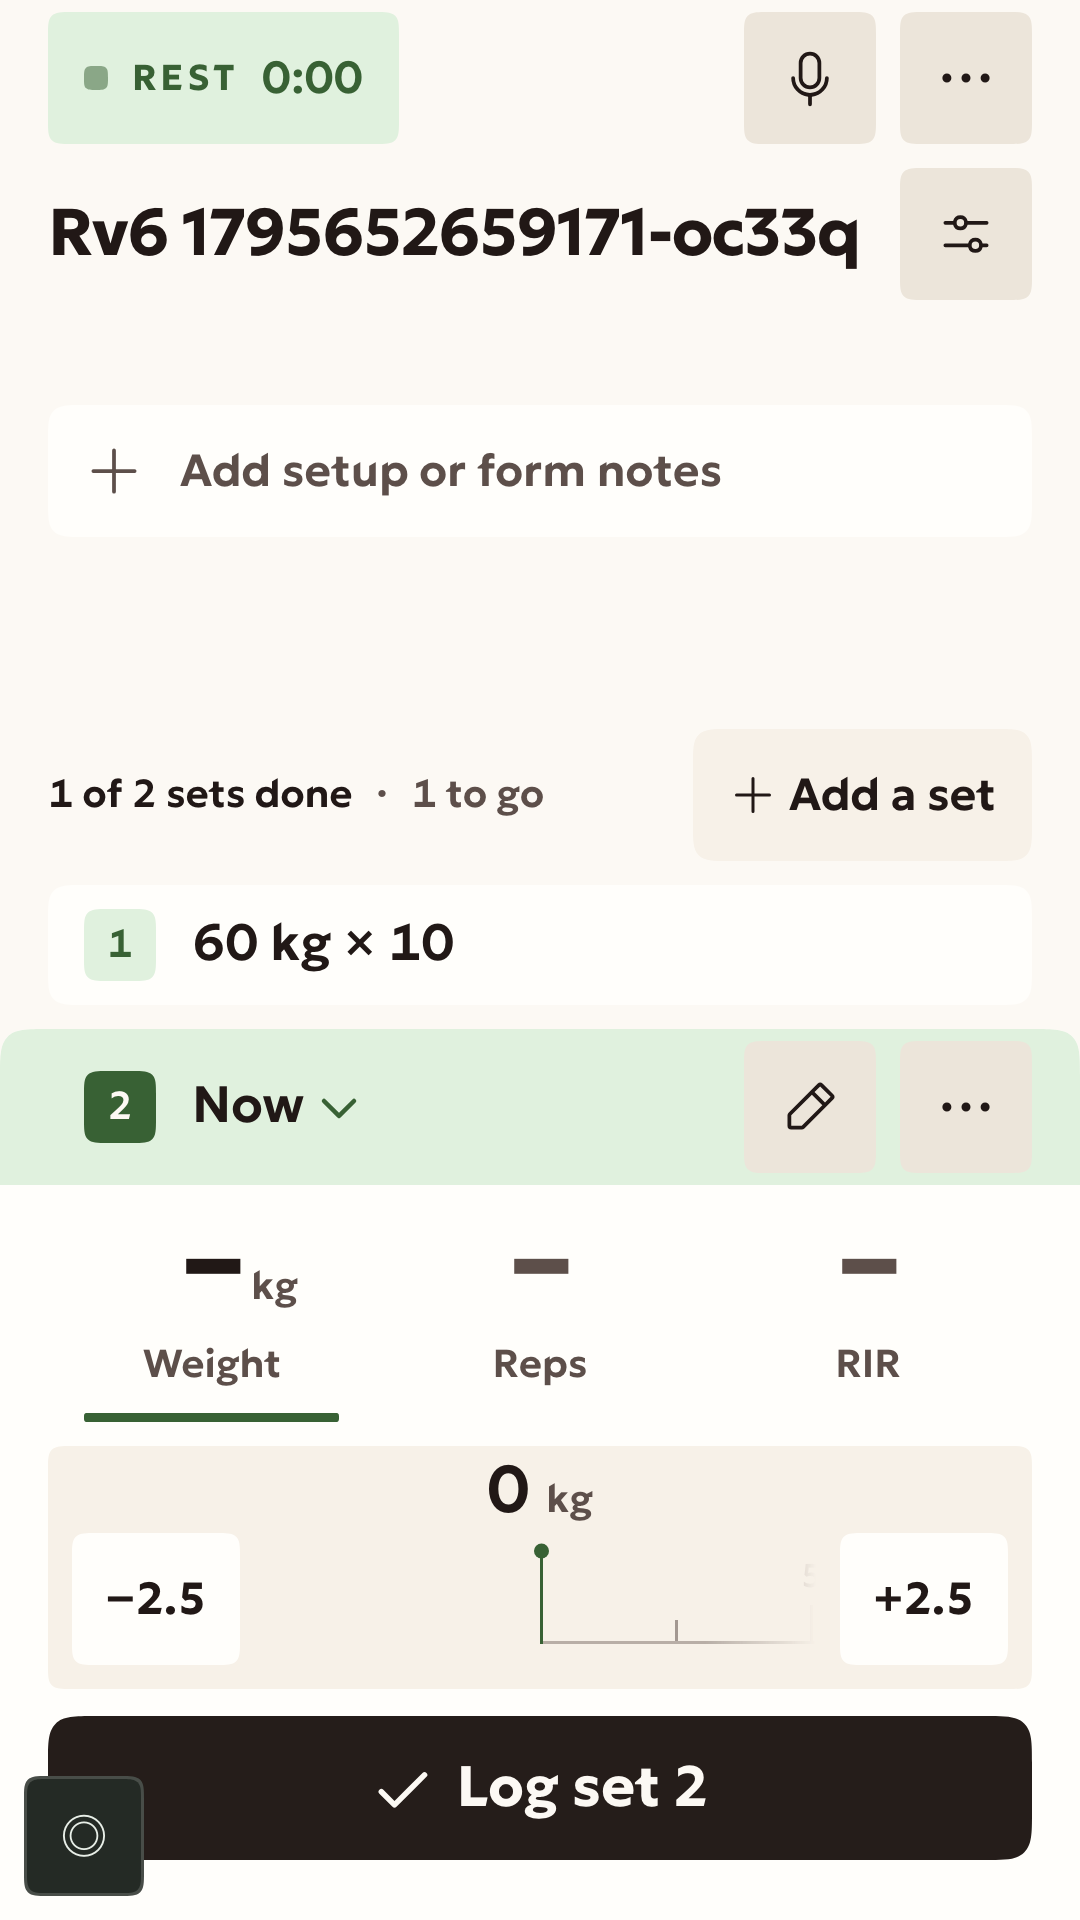 REST 0:00
Rv6 1795652659171-oc33q
Add setup or form notes
1 of 2 sets done · 1 to go
Add a set
1 60 kg × 10
2 Now
– kg – –
Weight Reps RIR
0 kg
−2.5 5 +2.5
Log set 2